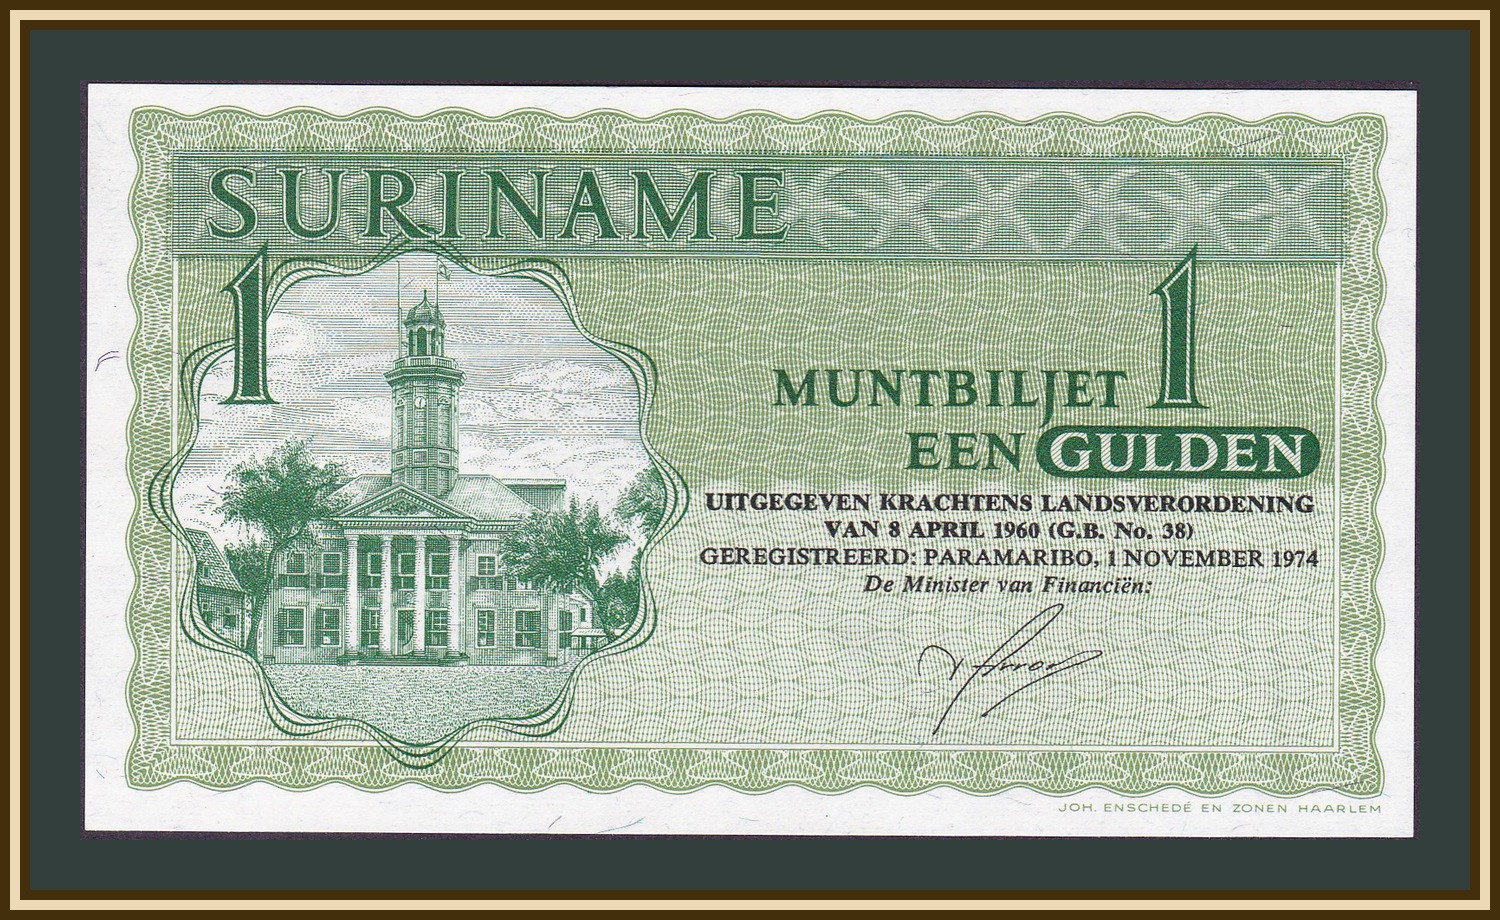 SURINAME
1
1
MUNTBILJET
EEN GULDEN
UITGEGEVEN KRACHTENS LANDSVERORDENING
VAN 8 APRIL 1960 (G.B. No. 38)
GEREGISTREERD: PARAMARIBO, 1 NOVEMBER 1974
De Minister van Financiën:
JOH. ENSCHEDÉ EN ZONEN HAARLEM